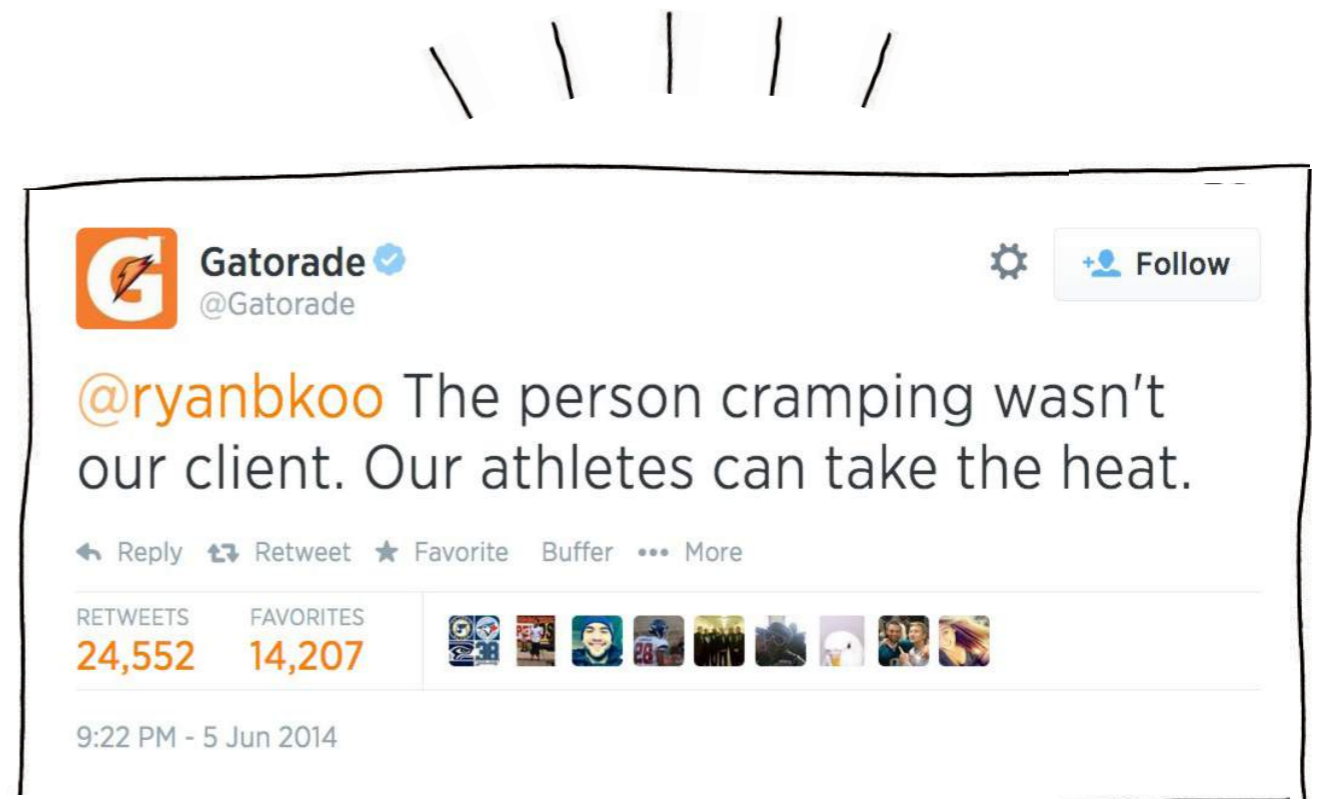 Gatorade
@Gatorade
Follow
@ryanbkoo The person cramping wasn't
our client. Our athletes can take the heat.
Reply Retweet Favorite Buffer ••• More
RETWEETS FAVORITES
24,552 14,207
9:22 PM - 5 Jun 2014